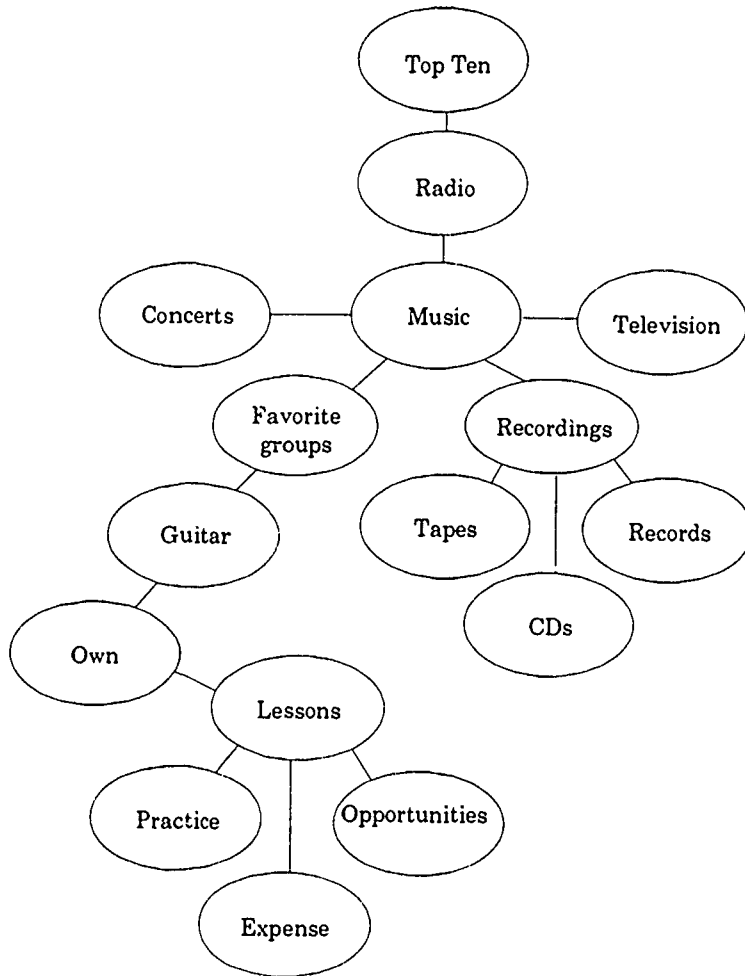 Top Ten
Radio
Concerts
Music
Television
Favorite
groups
Recordings
Guitar
Tapes
Records
Own
CDs
Lessons
Practice
Opportunities
Expense